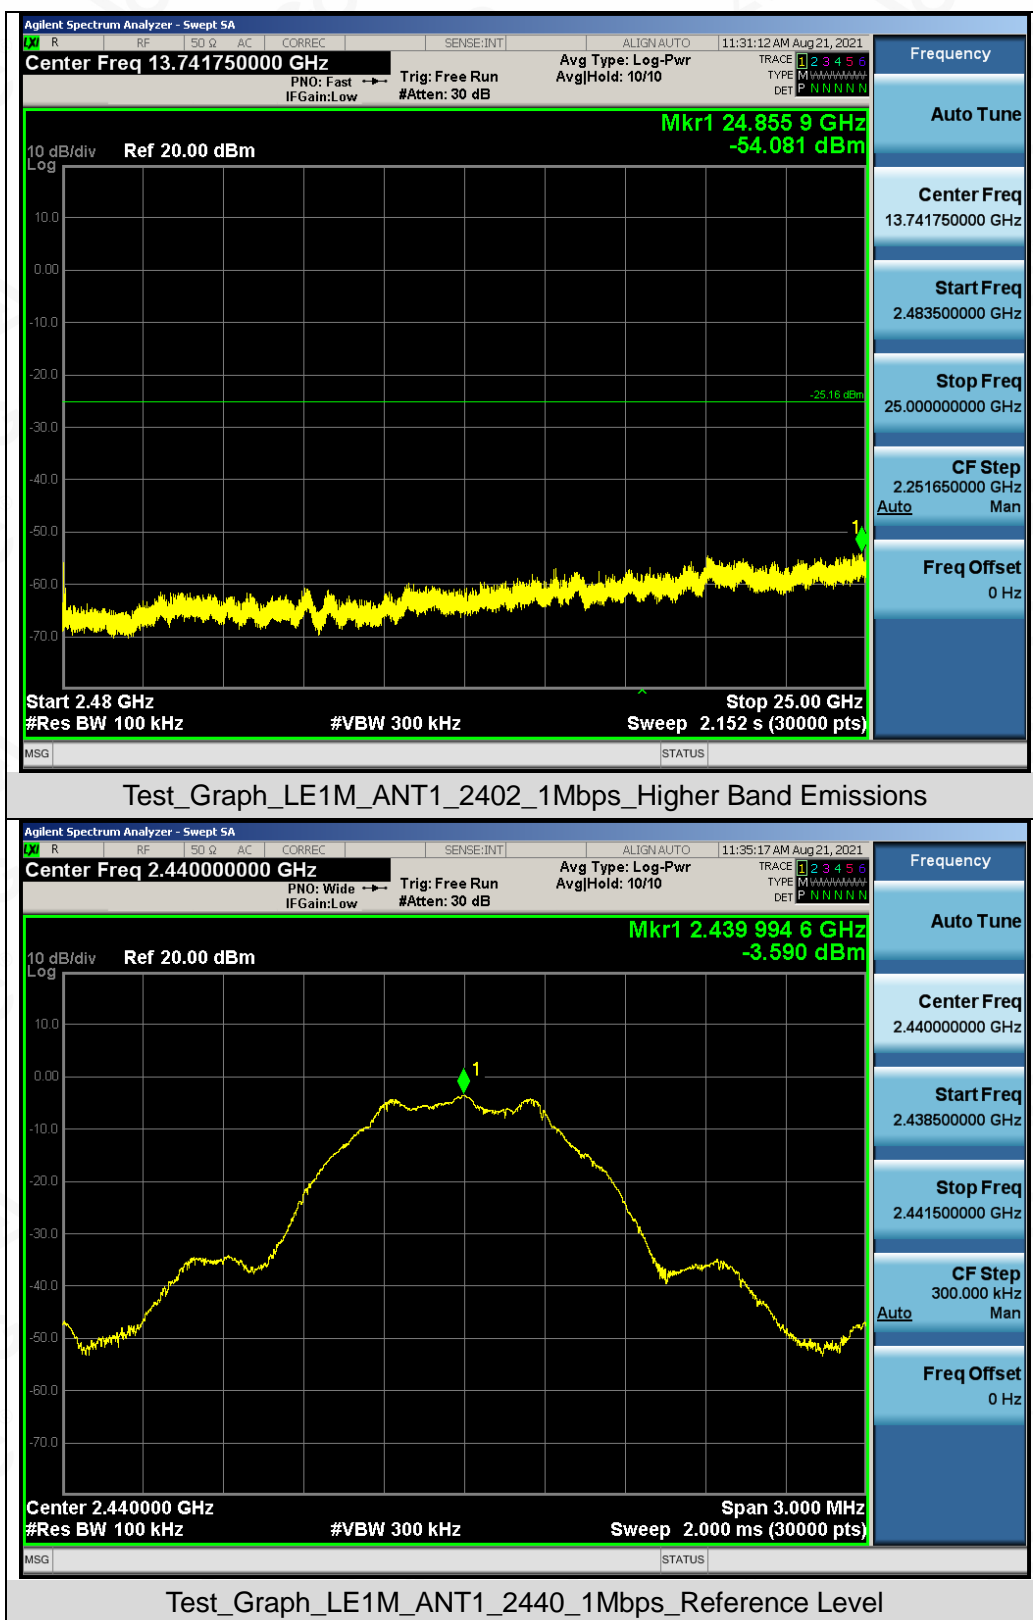 Agilent Spectrum Analyzer - Swept SA
LXI R RF 50 Ω AC CORREC SENSE:INT ALIGN AUTO 11:31:12 AM Aug 21, 2021
Center Freq 13.741750000 GHz Avg Type: Log-Pwr TRACE 1 2 3 4 5 6 Frequency
PNO: Fast Trig: Free Run Avg|Hold: 10/10 TYPE M WWWWW
IFGain:Low #Atten: 30 dB DET P N N N N N
Auto Tune
Mkr1 24.855 9 GHz
-54.081 dBm
10 dB/div Ref 20.00 dBm
Log
Center Freq
13.741750000 GHz
10.0
0.00
Start Freq
2.483500000 GHz
-10.0
-20.0
Stop Freq
25.000000000 GHz
-25.16 dBm
-30.0
CF Step
2.251650000 GHz
Auto Man
-40.0
-50.0
1
Freq Offset
0 Hz
-60.0
-70.0
Start 2.48 GHz Stop 25.00 GHz
#Res BW 100 kHz #VBW 300 kHz Sweep 2.152 s (30000 pts)
MSG STATUS
Test_Graph_LE1M_ANT1_2402_1Mbps_Higher Band Emissions
Agilent Spectrum Analyzer - Swept SA
LXI R RF 50 Ω AC CORREC SENSE:INT ALIGN AUTO 11:35:17 AM Aug 21, 2021
Center Freq 2.440000000 GHz Avg Type: Log-Pwr TRACE 1 2 3 4 5 6 Frequency
PNO: Wide Trig: Free Run Avg|Hold: 10/10 TYPE M WWWWW
IFGain:Low #Atten: 30 dB DET P N N N N N
Auto Tune
Mkr1 2.439 994 6 GHz
-3.590 dBm
10 dB/div Ref 20.00 dBm
Log
Center Freq
2.440000000 GHz
10.0
0.00
1
Start Freq
2.438500000 GHz
-10.0
-20.0
Stop Freq
2.441500000 GHz
-30.0
CF Step
300.000 kHz
Auto Man
-40.0
-50.0
Freq Offset
0 Hz
-60.0
-70.0
Center 2.440000 GHz Span 3.000 MHz
#Res BW 100 kHz #VBW 300 kHz Sweep 2.000 ms (30000 pts)
MSG STATUS
Test_Graph_LE1M_ANT1_2440_1Mbps_Reference Level